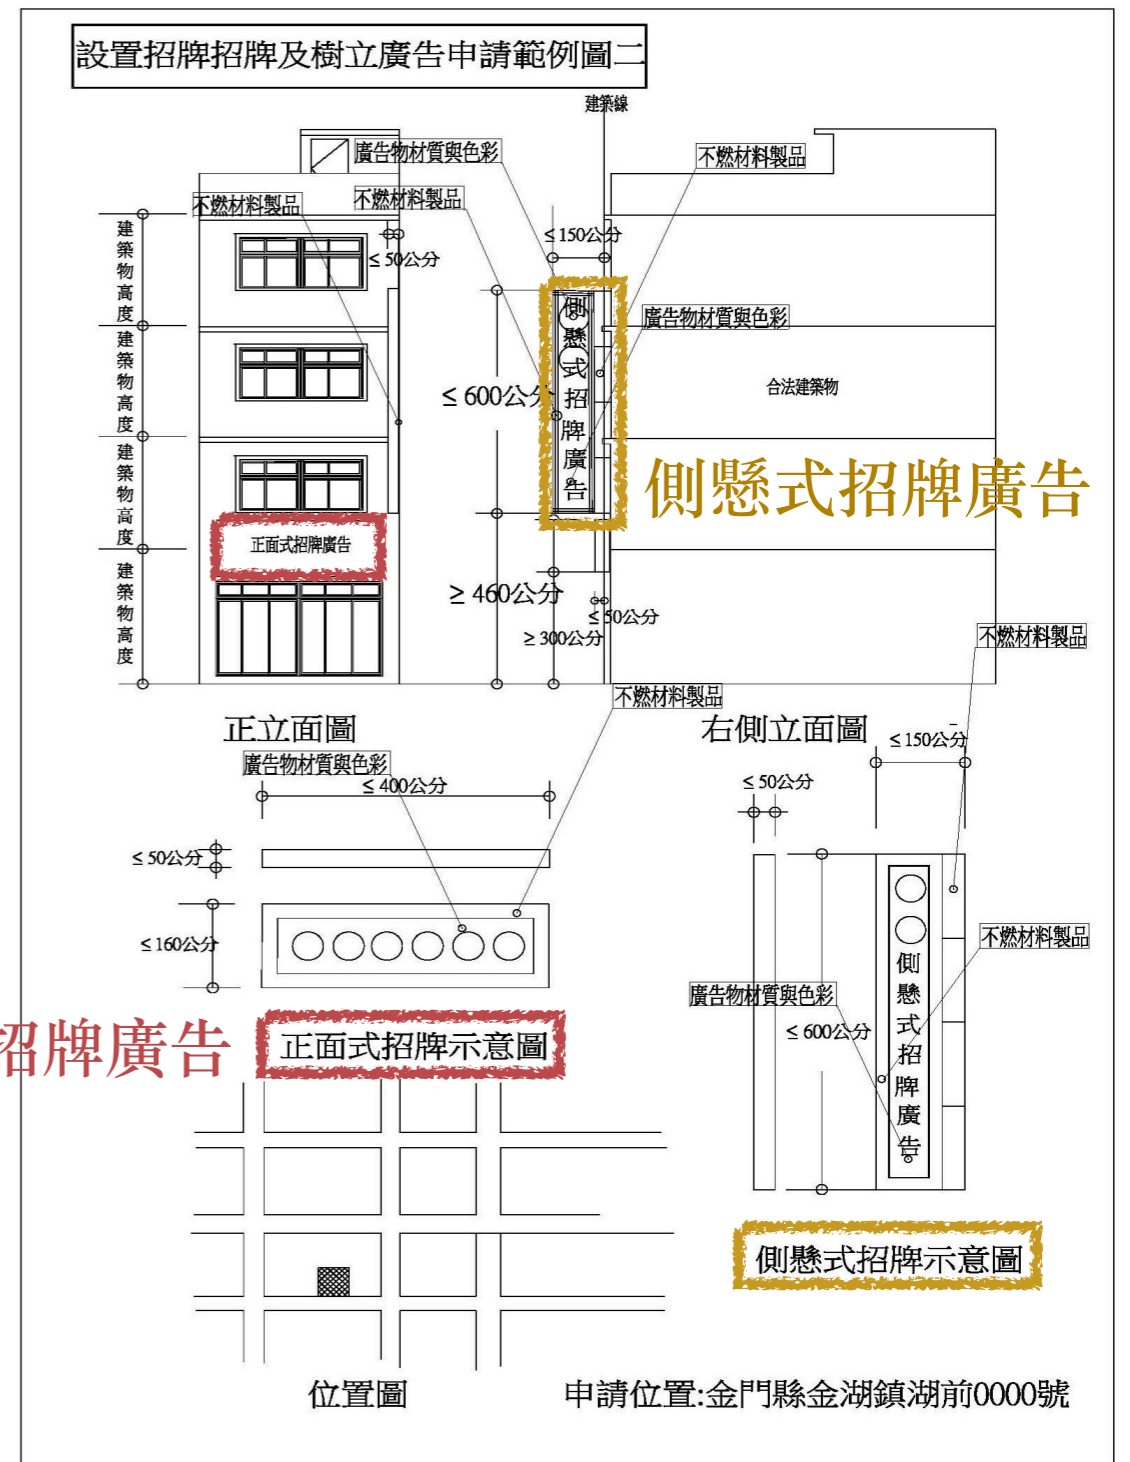 設置招牌招牌及樹立廣告申請範例圖二
建築線
廣告物材質與色彩
不燃材料製品
不燃材料製品
不燃材料製品
≤ 150公分
≤ 50公分
建築物高度
建築物高度
建築物高度
建築物高度
側懸式招牌廣告
廣告物材質與色彩
≤ 600公分
合法建築物
側懸式招牌廣告
正面式招牌廣告
≥ 460公分
≤ 50公分
≥ 300公分
不燃材料製品
不燃材料製品
正立面圖
右側立面圖
≤ 150公分
廣告物材質與色彩
≤ 400公分
≤ 50公分
≤ 50公分
≤ 160公分
側懸式招牌廣告
不燃材料製品
廣告物材質與色彩
≤ 600公分
招牌廣告
正面式招牌示意圖
側懸式招牌示意圖
位置圖
申請位置:金門縣金湖鎮湖前0000號